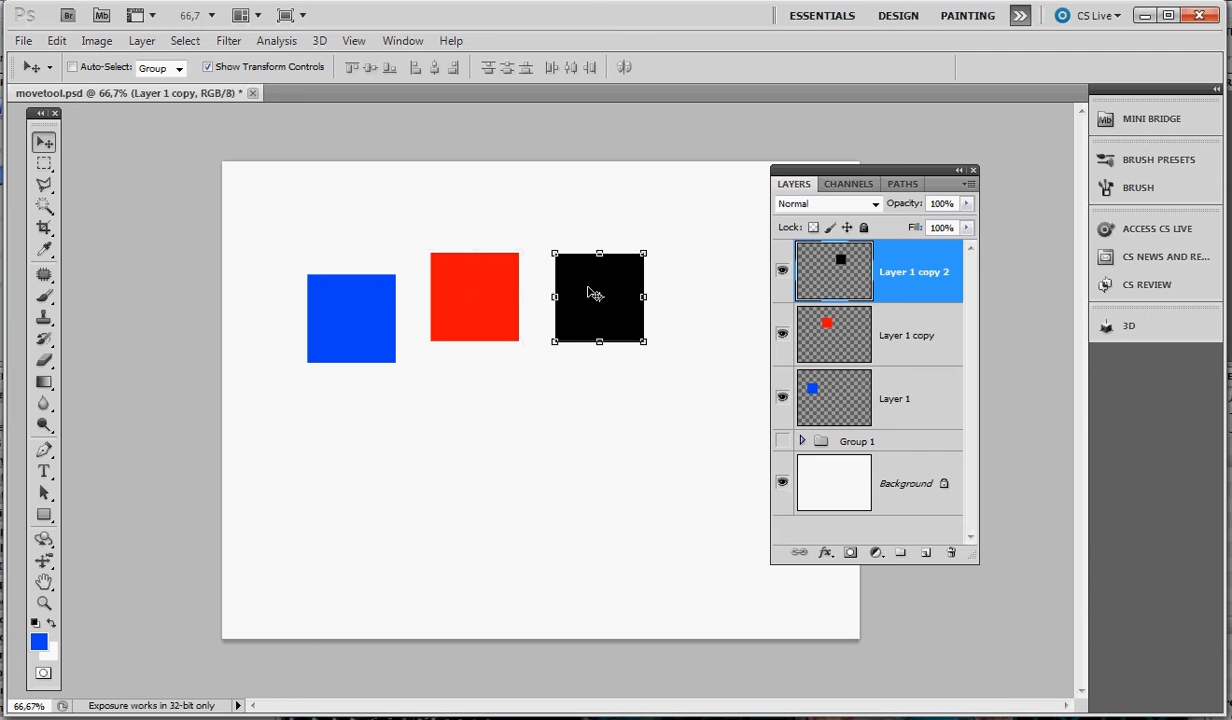 Ps Br Mb 66,7 ESSENTIALS DESIGN PAINTING CS Live
File Edit Image Layer Select Filter Analysis 3D View Window Help
Auto-Select: Group Show Transform Controls
movetool.psd @ 66,7% (Layer 1 copy, RGB/8) *
Mb MINI BRIDGE
BRUSH PRESETS
BRUSH
ACCESS CS LIVE
CS NEWS AND RE...
CS REVIEW
3D
LAYERS CHANNELS PATHS
Normal Opacity: 100%
Lock: Fill: 100%
Layer 1 copy 2
Layer 1 copy
Layer 1
Group 1
Background
T
66,67% Exposure works in 32-bit only